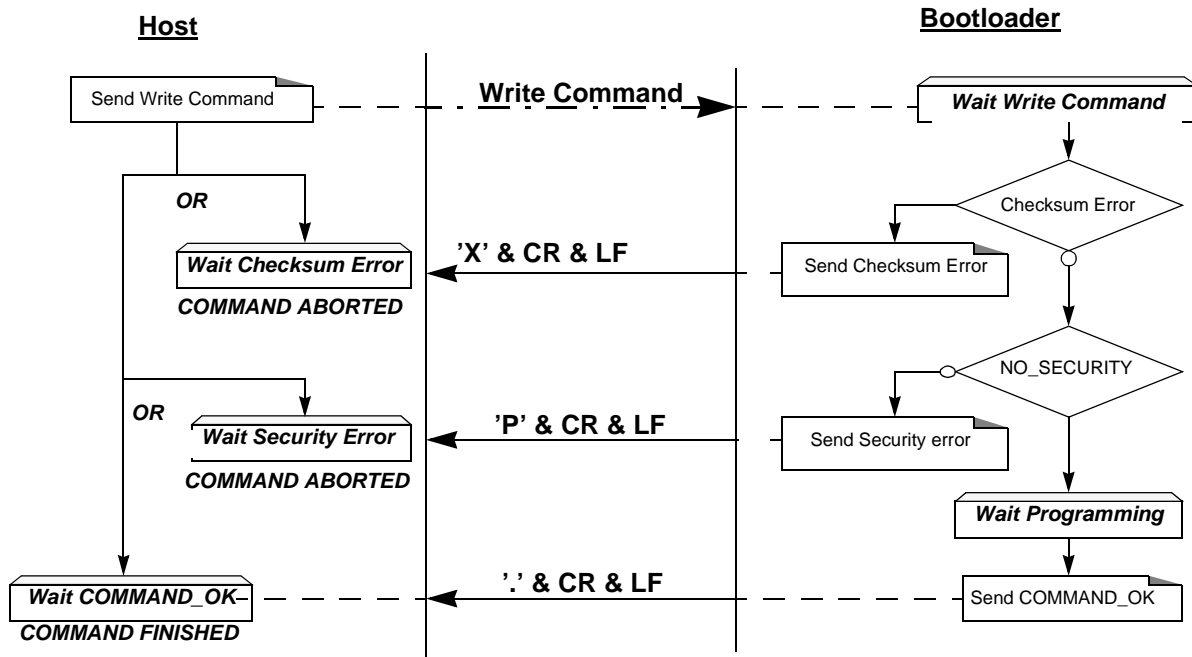 Host
Bootloader
Send Write Command
Write Command
Wait Write Command
OR
Checksum Error
Wait Checksum Error
'X' & CR & LF
Send Checksum Error
COMMAND ABORTED
NO_SECURITY
OR
Wait Security Error
'P' & CR & LF
Send Security error
COMMAND ABORTED
Wait Programming
Wait COMMAND_OK
'.' & CR & LF
Send COMMAND_OK
COMMAND FINISHED